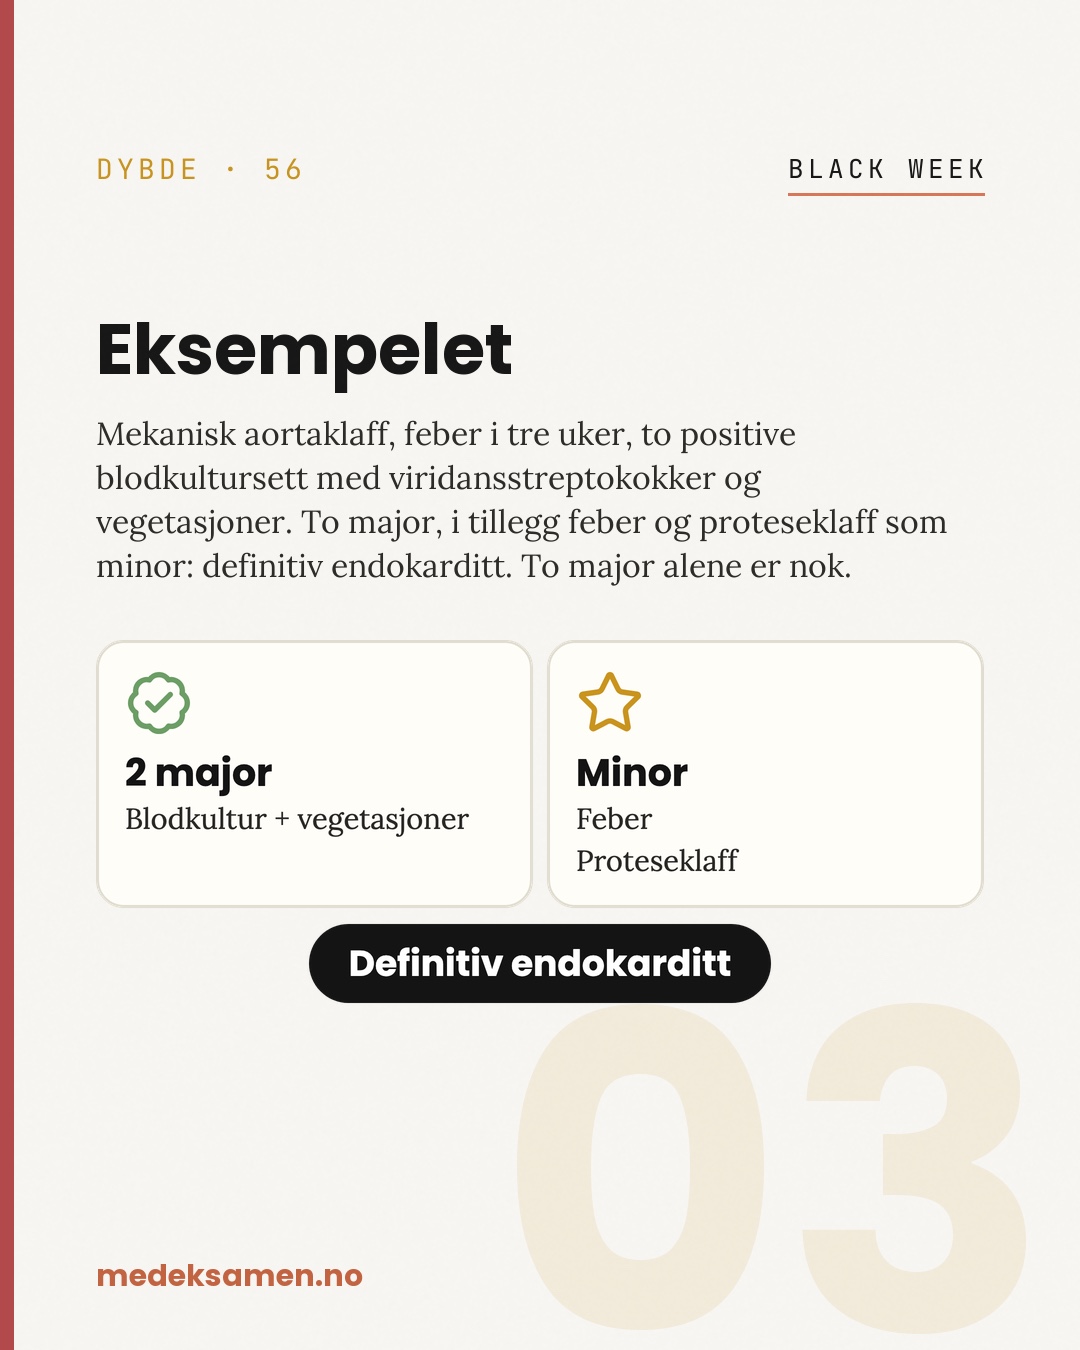 DYBDE · 56
BLACK WEEK
Eksempelet
Mekanisk aortaklaff, feber i tre uker, to positive
blodkultursett med viridansstreptokokker og
vegetasjoner. To major, i tillegg feber og proteseklaff som
minor: definitiv endokarditt. To major alene er nok.
2 major
Blodkultur + vegetasjoner
Minor
Feber
Proteseklaff
Definitiv endokarditt
03
medeksamen.no